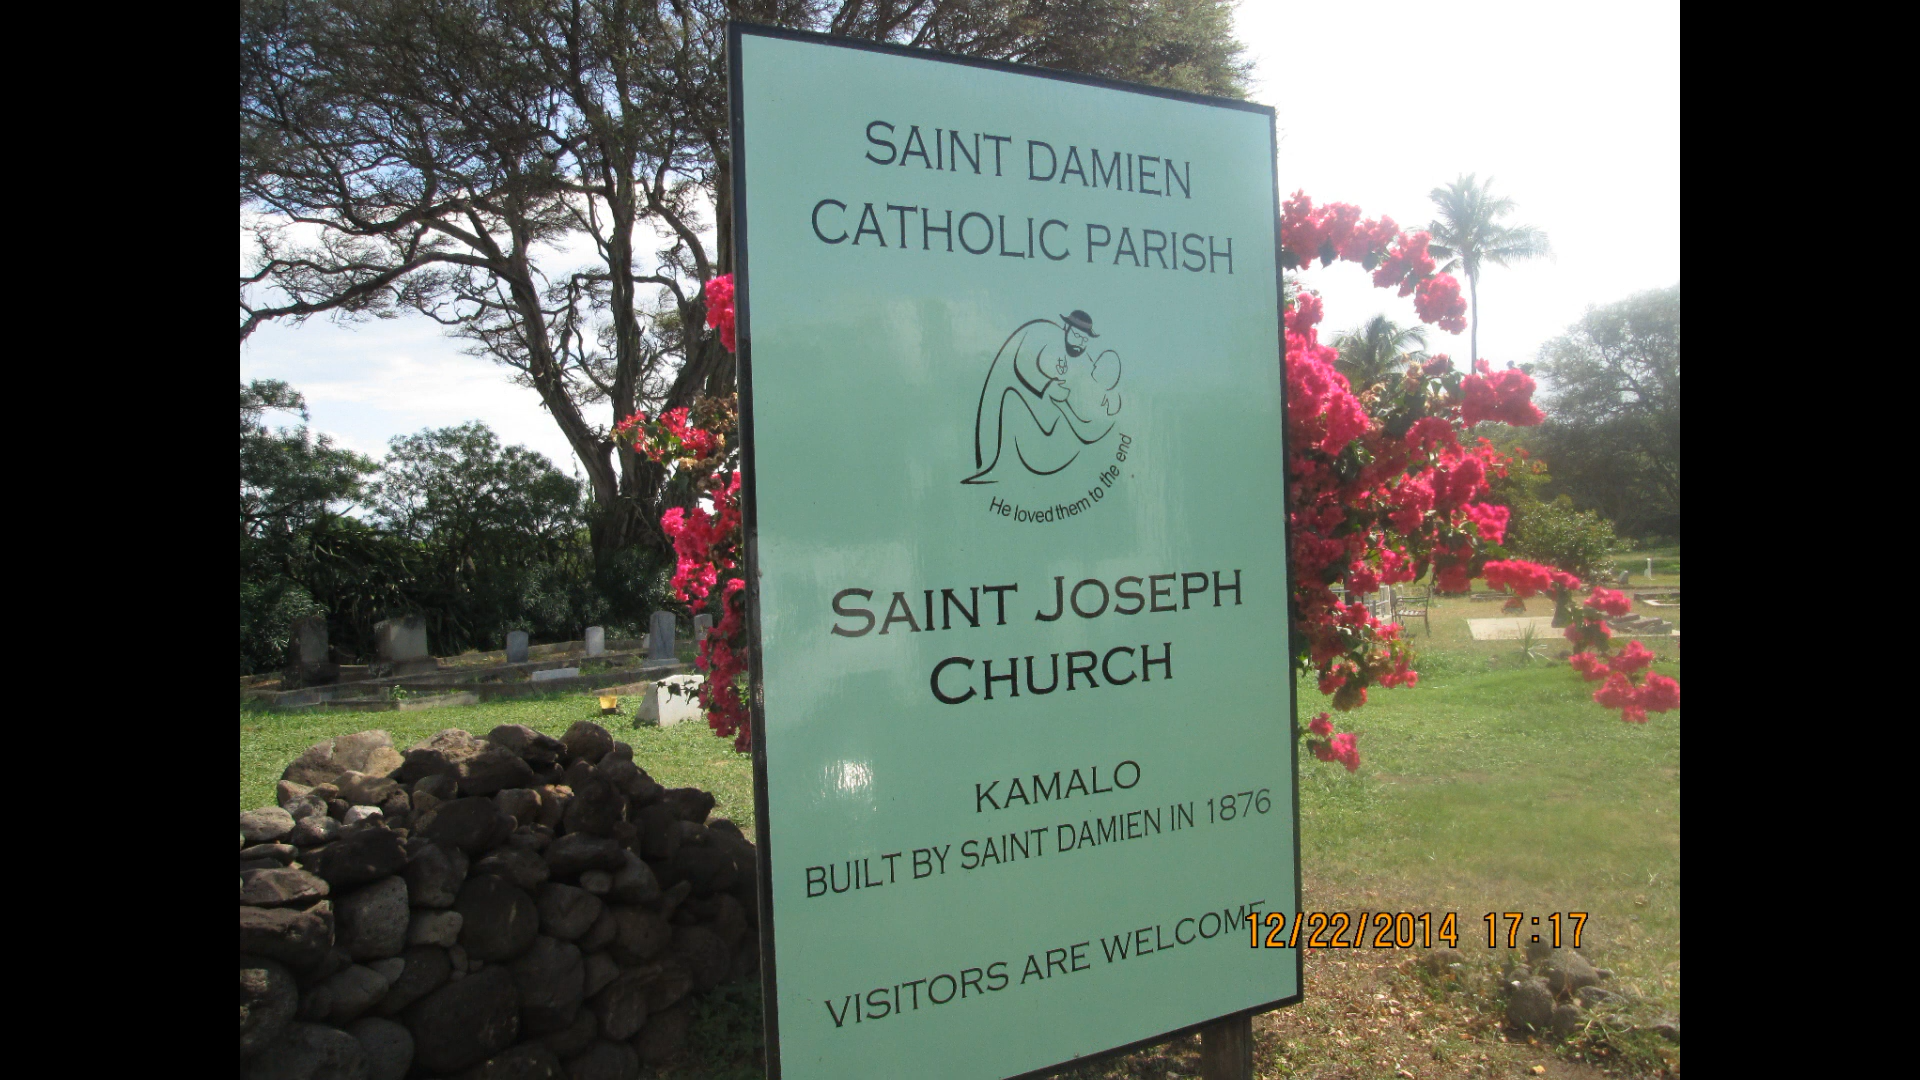 SAINT DAMIEN
CATHOLIC PARISH
He loved them to the end
SAINT JOSEPH
CHURCH
KAMALO
BUILT BY SAINT DAMIEN IN 1876
VISITORS ARE WELCOME
12/22/2014 17:17